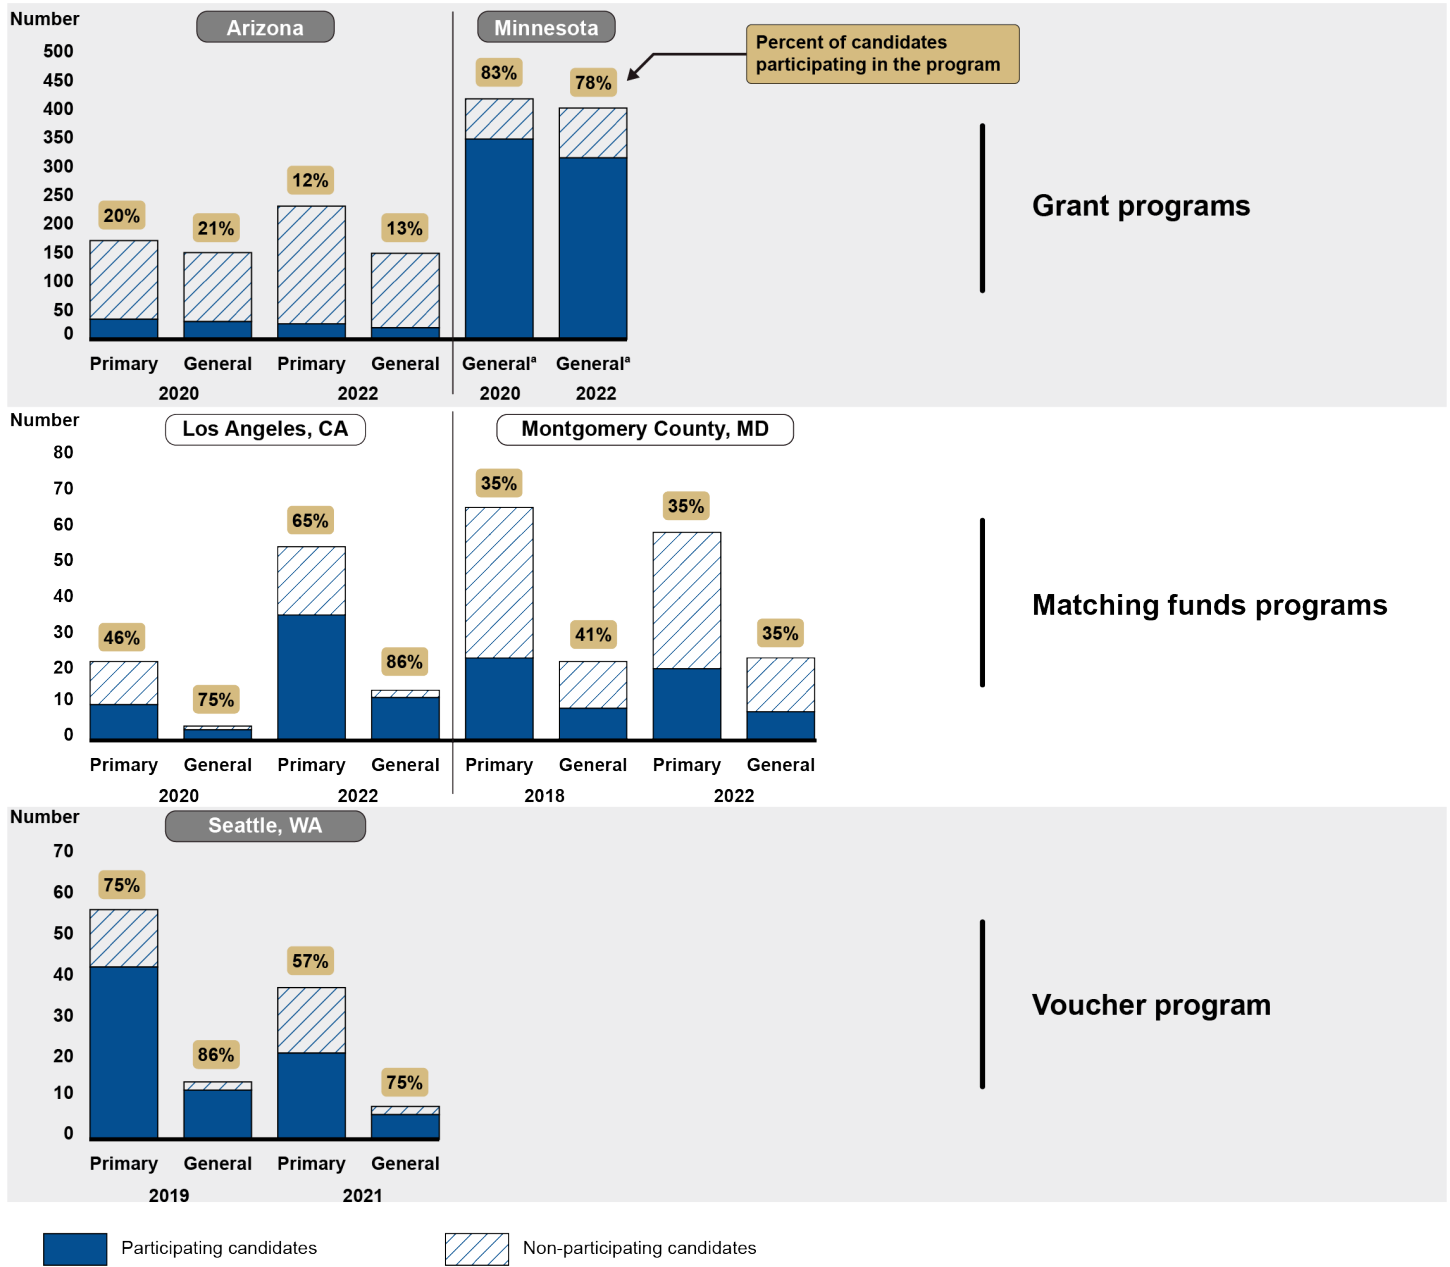 Number
Arizona
Minnesota
Percent of candidates
participating in the program
500
450
400
350
300
250
200
150
100
50
0
20%
21%
12%
13%
83%
78%
Primary
General
Primary
General
Generalª
Generalª
2020
2022
2020
2022
Grant programs
Number
Los Angeles, CA
Montgomery County, MD
80
70
60
50
40
30
20
10
0
46%
75%
65%
86%
35%
41%
35%
35%
Primary
General
Primary
General
Primary
General
Primary
General
2020
2022
2018
2022
Matching funds programs
Number
Seattle, WA
70
60
50
40
30
20
10
0
75%
86%
57%
75%
Primary
General
Primary
General
2019
2021
Voucher program
Participating candidates
Non-participating candidates